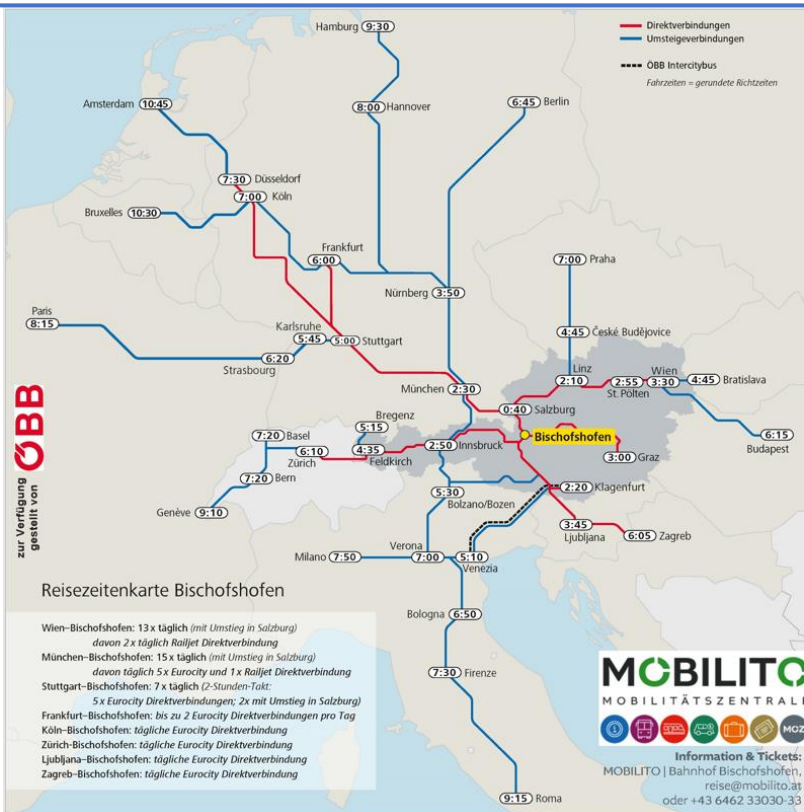 Hamburg 9:30
Direktverbindungen
Umsteigeverbindungen
ÖBB Intercitybus
Fahrzeiten = gerundete Richtzeiten
Amsterdam 10:45
8:00 Hannover
6:45 Berlin
7:30 Düsseldorf
7:00 Köln
Bruxelles 10:30
Frankfurt
6:00
7:00 Praha
Nürnberg 3:50
Paris
8:15
Karlsruhe
5:45
5:00 Stuttgart
4:45 České Budějovice
6:20
Strasbourg
Linz
2:10
2:55
St. Pölten
Wien
3:30
4:45 Bratislava
München 2:30
0:40 Salzburg
Bregenz
5:15
Bischofshofen
6:15
Budapest
7:20 Basel
6:10
Zürich
4:35
Feldkirch
2:50 Innsbruck
3:00 Graz
7:20
Bern
2:20 Klagenfurt
5:30
Bolzano/Bozen
Genève 9:10
3:45
Ljubljana
6:05 Zagreb
Verona
Milano 7:50
7:00
5:10
Venezia
Bologna
6:50
7:30 Firenze
9:15 Roma
zur Verfügung
gestellt von
ÖBB
Reisezeitenkarte Bischofshofen
Wien–Bischofshofen: 13 x täglich (mit Umstieg in Salzburg)
davon 2 x täglich Railjet Direktverbindung
München–Bischofshofen: 15 x täglich (mit Umstieg in Salzburg)
davon täglich 5 x Eurocity und 1 x Railjet Direktverbindung
Stuttgart–Bischofshofen: 7 x täglich (2-Stunden-Takt:
5 x Eurocity Direktverbindungen; 2x mit Umstieg in Salzburg)
Frankfurt–Bischofshofen: bis zu 2 Eurocity Direktverbindungen pro Tag
Köln–Bischofshofen: tägliche Eurocity Direktverbindung
Zürich–Bischofshofen: tägliche Eurocity Direktverbindung
Ljubljana–Bischofshofen: tägliche Eurocity Direktverbindung
Zagreb–Bischofshofen: tägliche Eurocity Direktverbindung
MOBILITO
MOBILITÄTSZENTRALE
MOZ
Information & Tickets:
MOBILITO | Bahnhof Bischofshofen,
reise@mobilito.at
oder +43 6462 33030-33